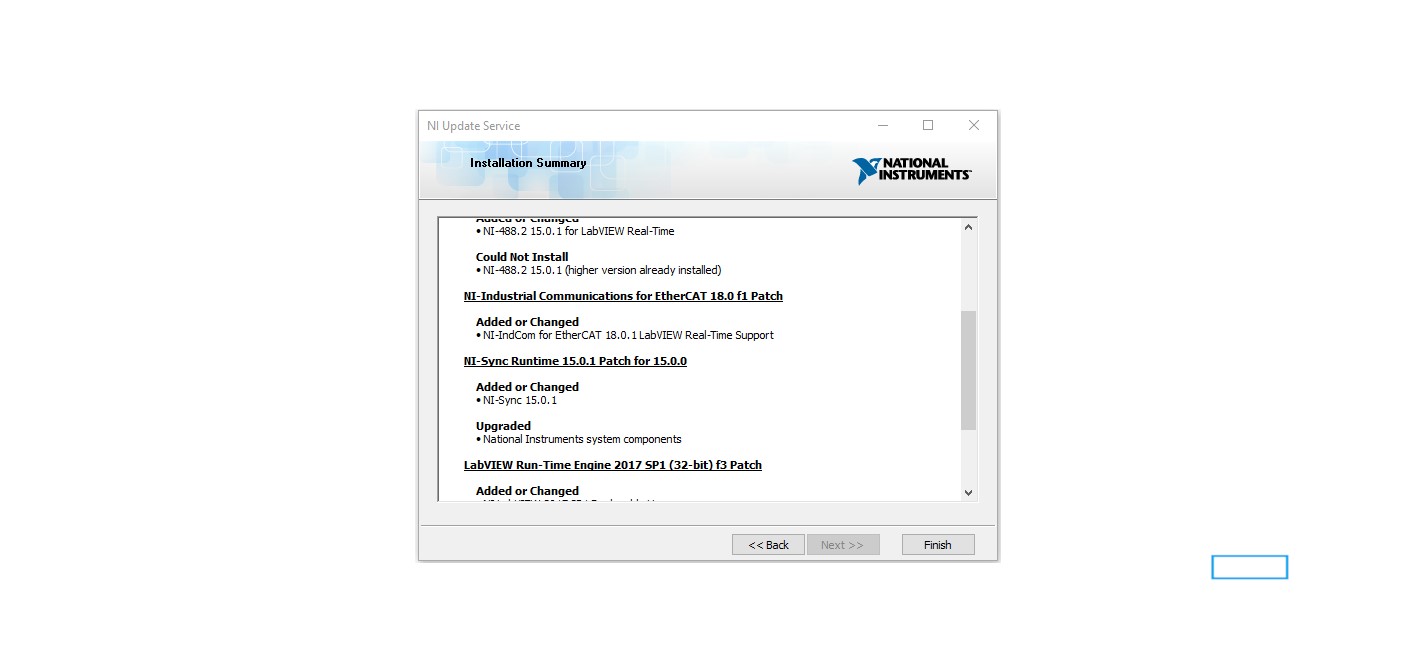 NI Update Service
Installation Summary
NATIONAL
INSTRUMENTS™
Added or Changed
• NI-488.2 15.0.1 for LabVIEW Real-Time
Could Not Install
• NI-488.2 15.0.1 (higher version already installed)
NI-Industrial Communications for EtherCAT 18.0 f1 Patch
Added or Changed
• NI-IndCom for EtherCAT 18.0.1 LabVIEW Real-Time Support
NI-Sync Runtime 15.0.1 Patch for 15.0.0
Added or Changed
• NI-Sync 15.0.1
Upgraded
• National Instruments system components
LabVIEW Run-Time Engine 2017 SP1 (32-bit) f3 Patch
Added or Changed
<< Back
Next >>
Finish